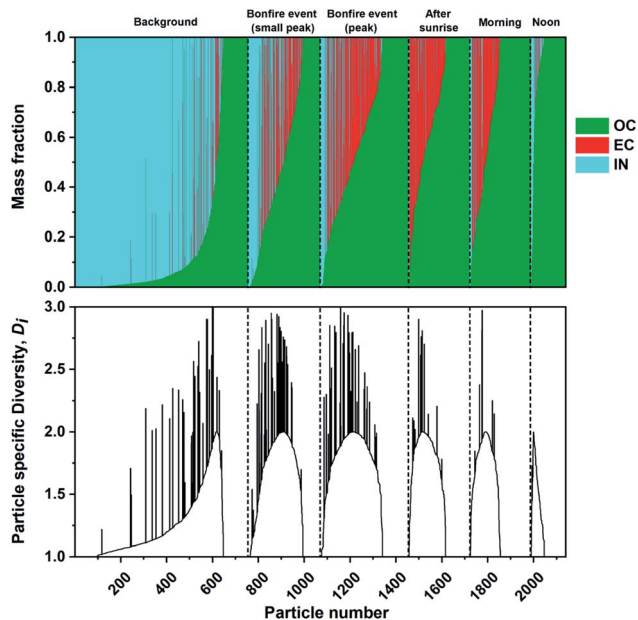 Background
Bonfire event
(small peak)
Bonfire event
(peak)
After
sunrise
Morning
Noon
1.0
0.8
0.6
0.4
0.2
0.0
Mass fraction
OC
EC
IN
3.0
2.5
2.0
1.5
1.0
Particle specific Diversity, Di
200
400
600
800
1000
1200
1400
1600
1800
2000
Particle number